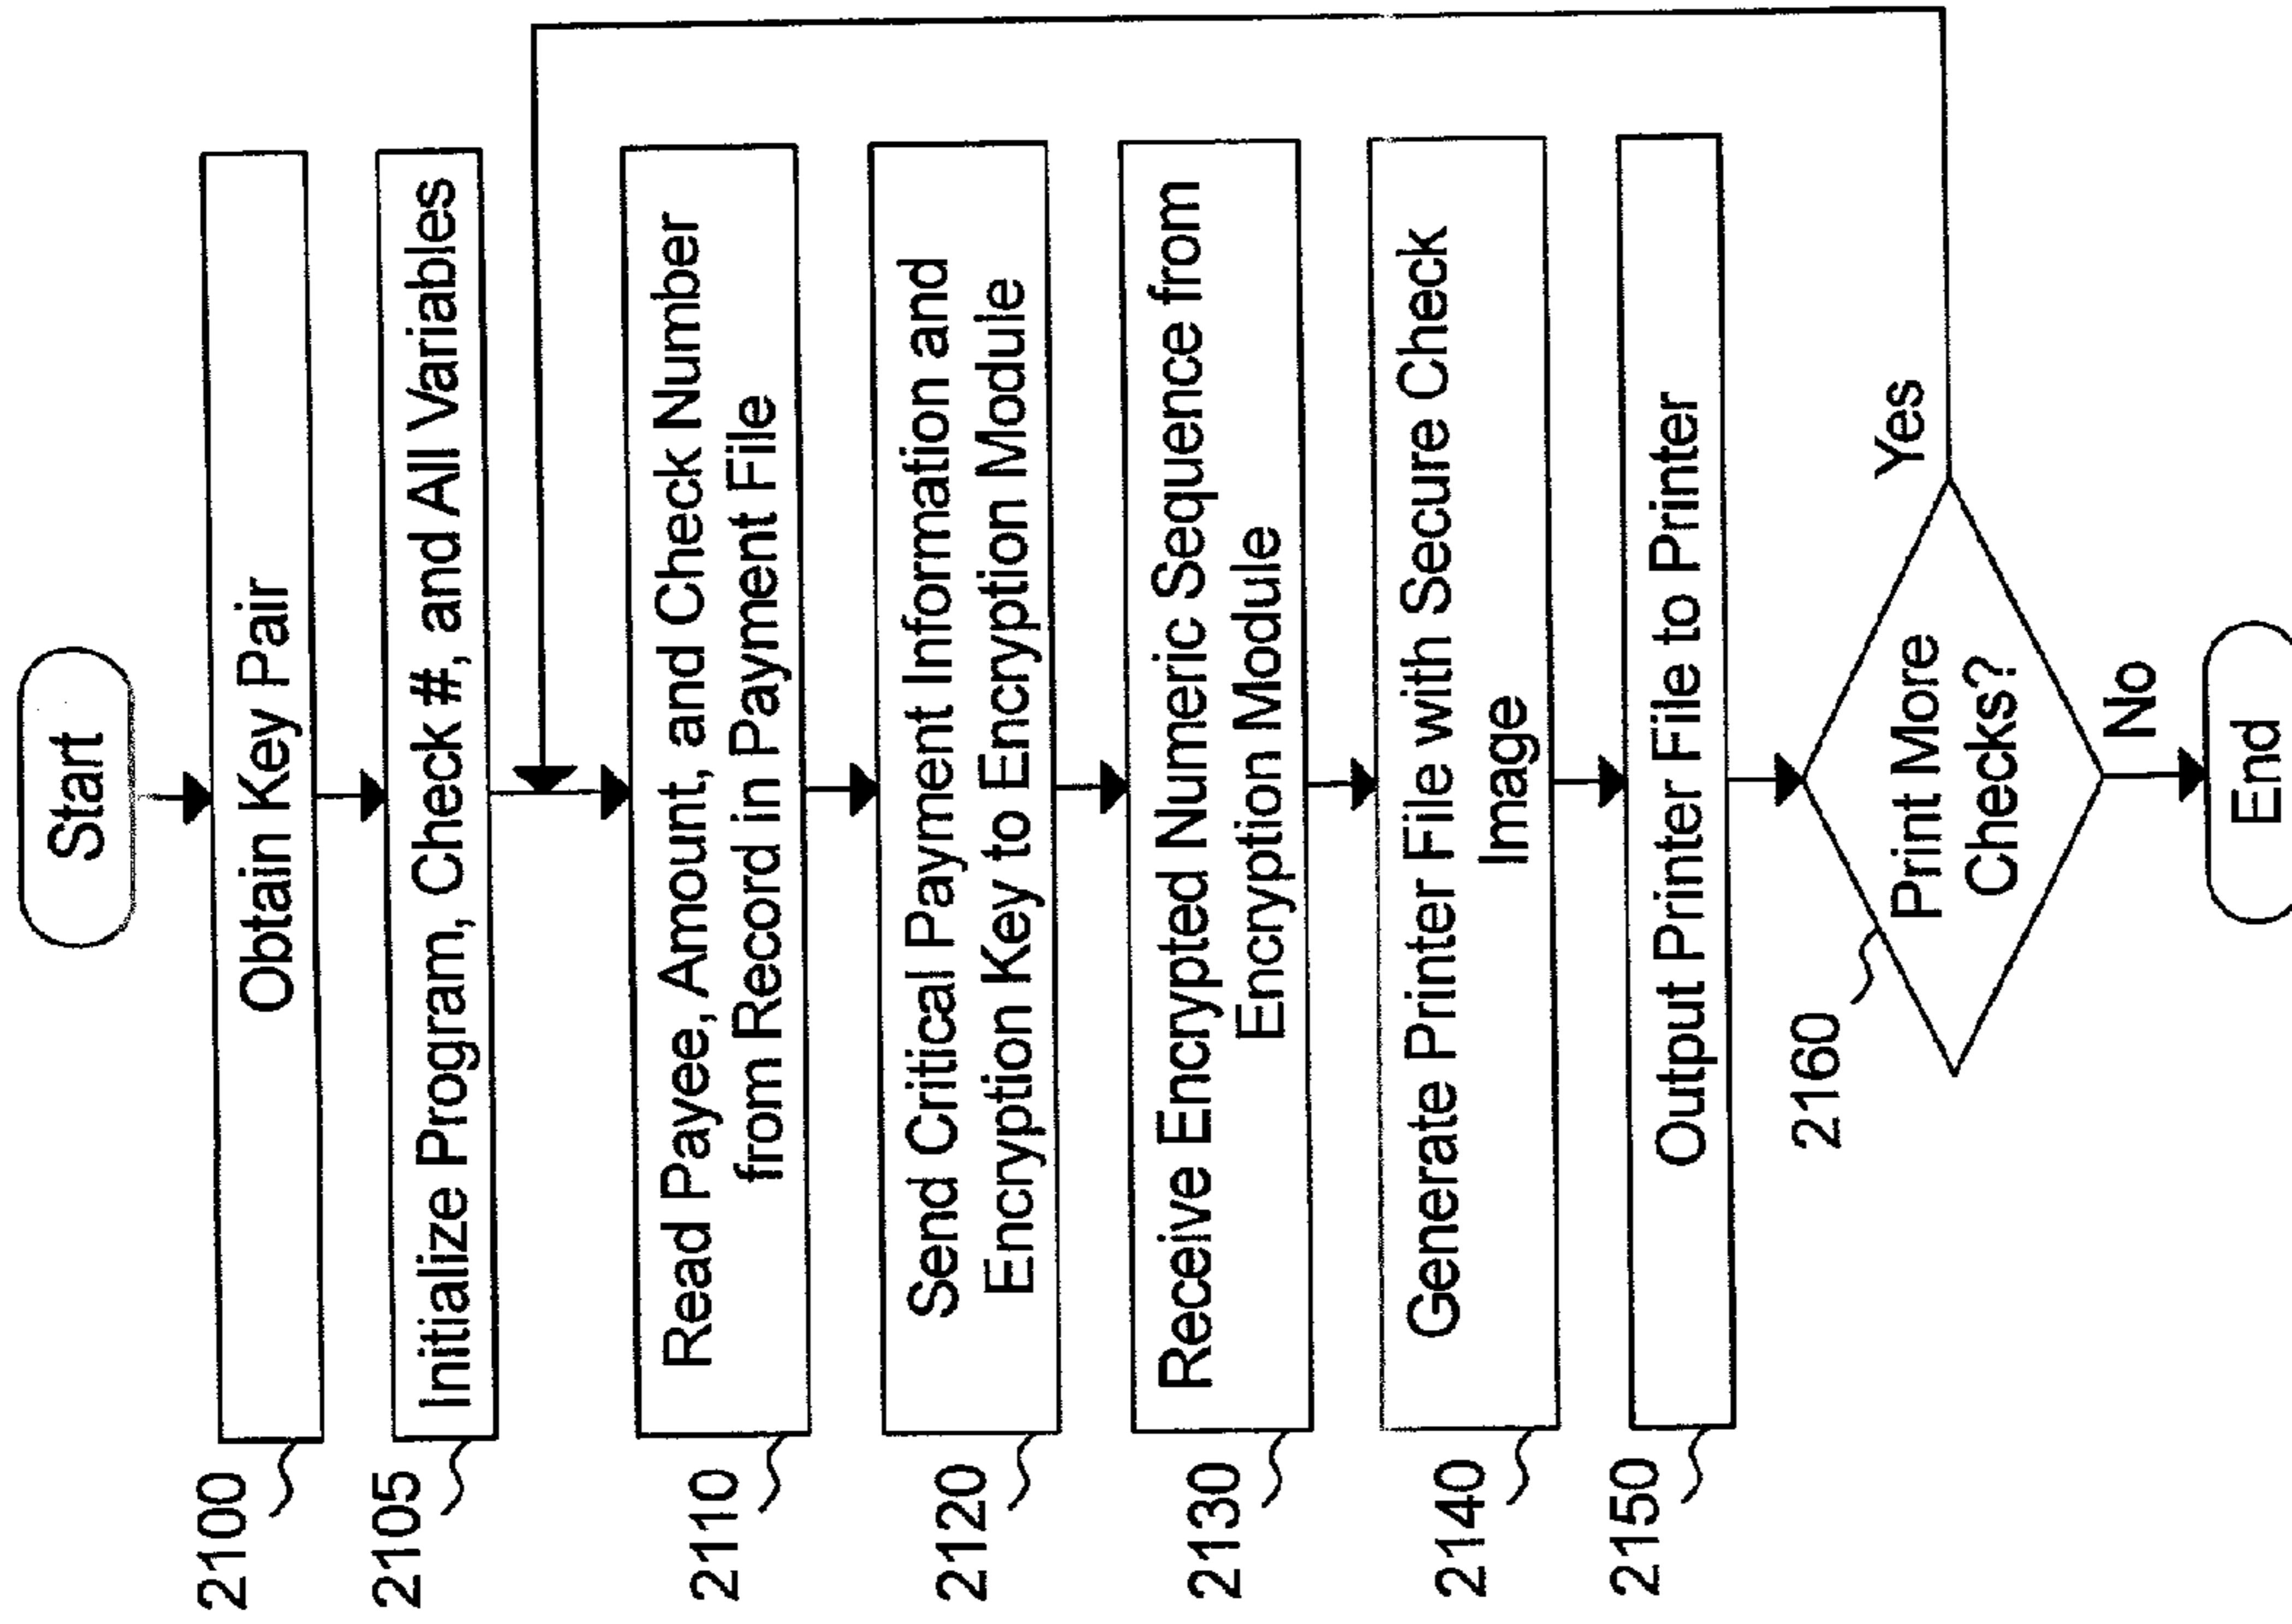 Start
2100
Obtain Key Pair
2105
Initialize Program, Check #, and All Variables
2110
Read Payee, Amount, and Check Number
from Record in Payment File
2120
Send Critical Payment Information and
Encryption Key to Encryption Module
2130
Receive Encrypted Numeric Sequence from
Encryption Module
2140
Generate Printer File with Secure Check
Image
2150
Output Printer File to Printer
2160
Print More
Checks?
Yes
No
End